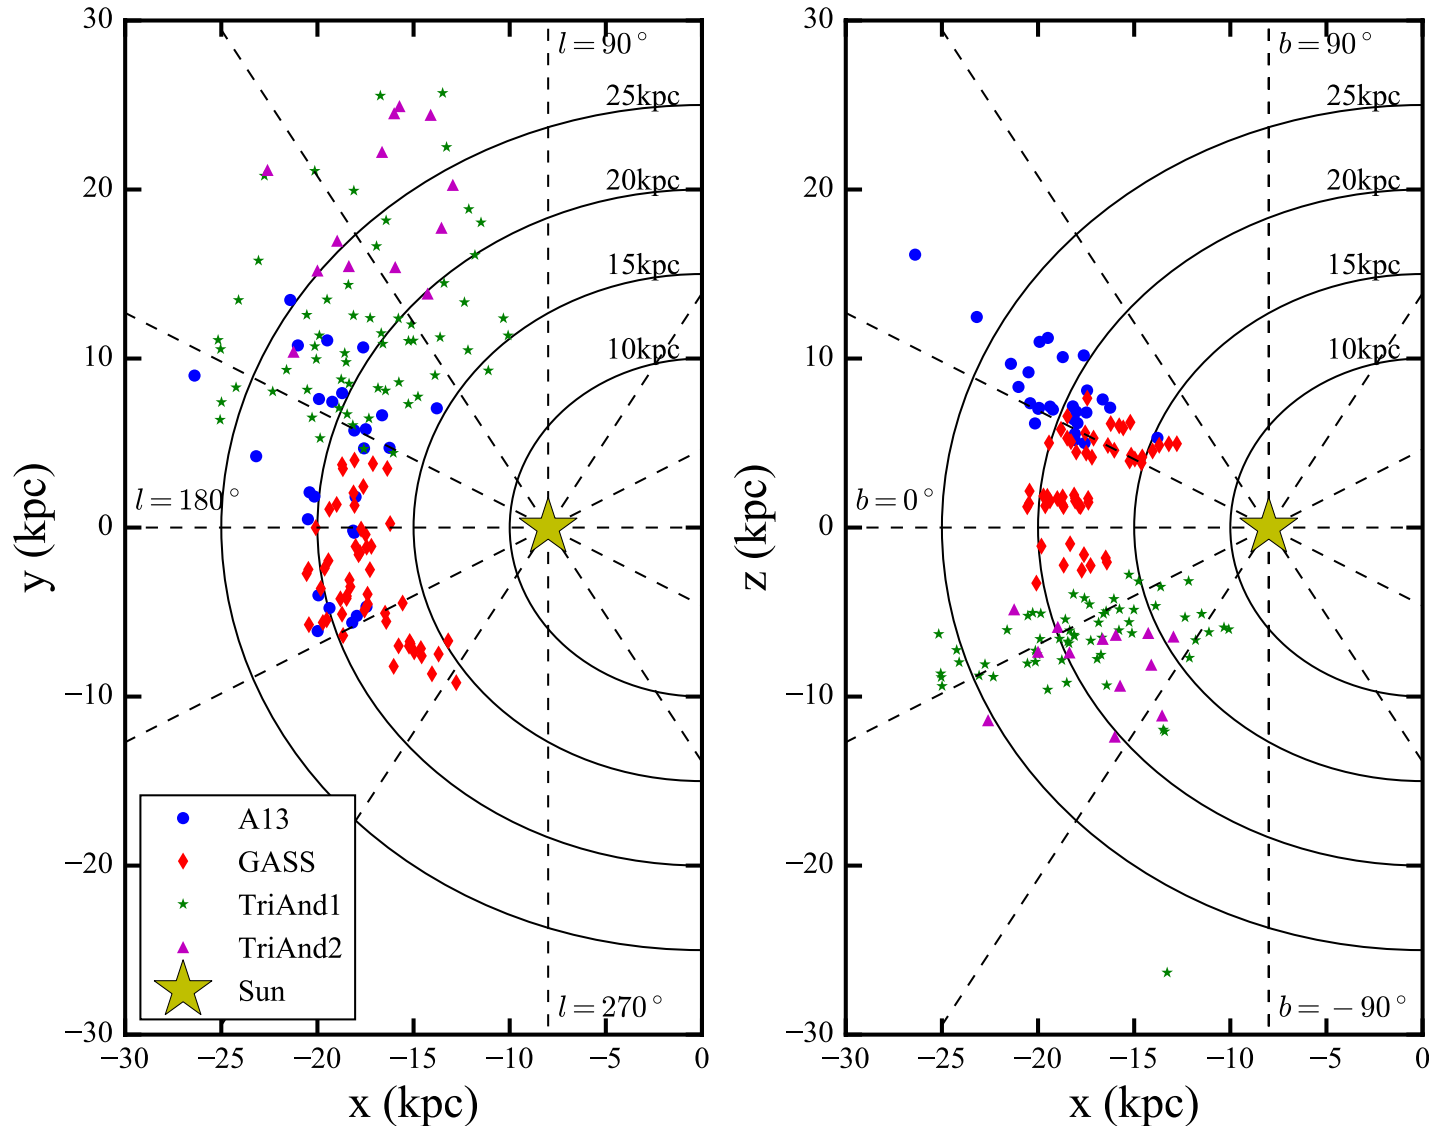 30
20
10
0
−10
−20
−30
y (kpc)
−30
−25
−20
−15
−10
−5
0
x (kpc)
l = 90°
25kpc
20kpc
15kpc
10kpc
l = 180°
l = 270°
A13
GASS
TriAnd1
TriAnd2
Sun
30
20
10
0
−10
−20
−30
z (kpc)
−30
−25
−20
−15
−10
−5
0
x (kpc)
b = 90°
25kpc
20kpc
15kpc
10kpc
b = 0°
b = −90°